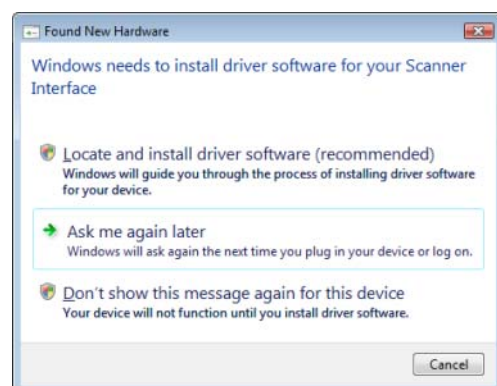 Found New Hardware
Windows needs to install driver software for your Scanner
Interface
Locate and install driver software (recommended)
Windows will guide you through the process of installing driver software
for your device.
Ask me again later
Windows will ask again the next time you plug in your device or log on.
Don't show this message again for this device
Your device will not function until you install driver software.
Cancel